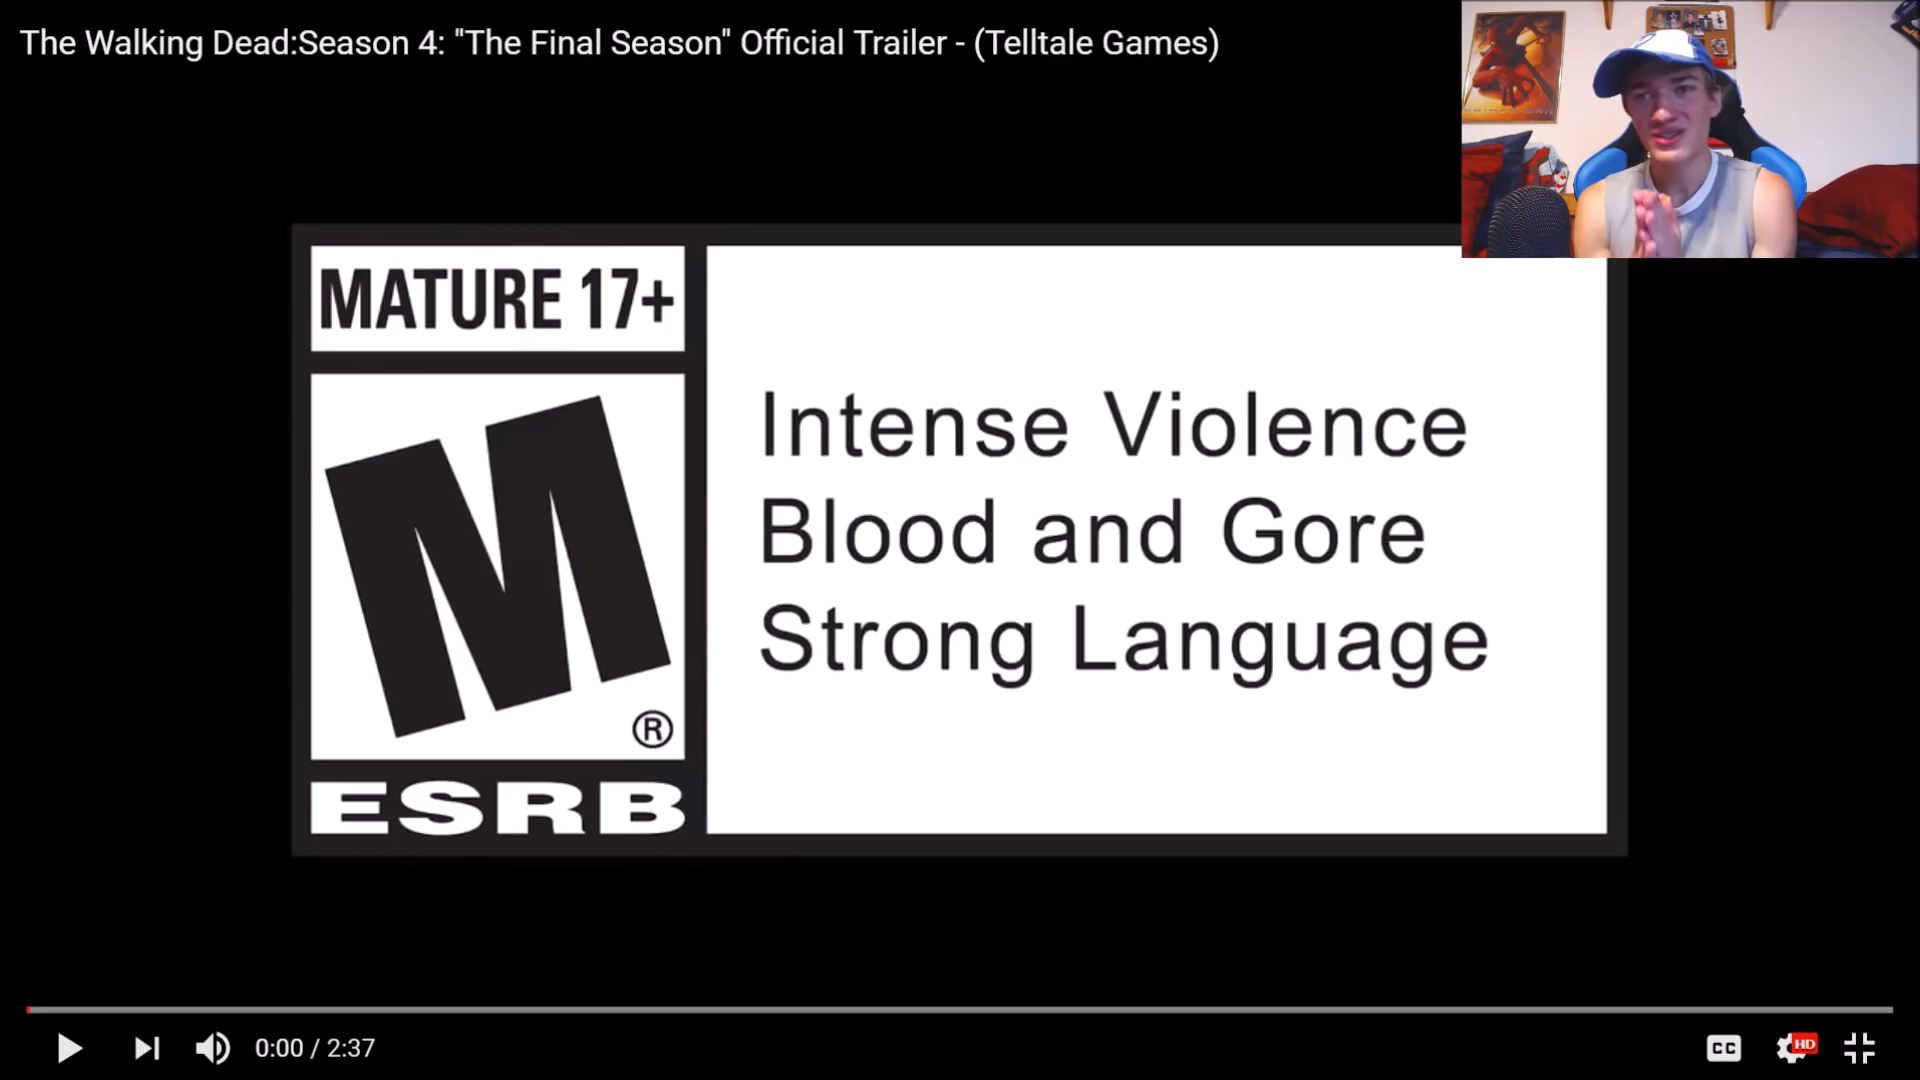 The Walking Dead:Season 4: "The Final Season" Official Trailer - (Telltale Games)
MATURE 17+
M
®
ESRB
Intense Violence
Blood and Gore
Strong Language
0:00 / 2:37
CC
HD